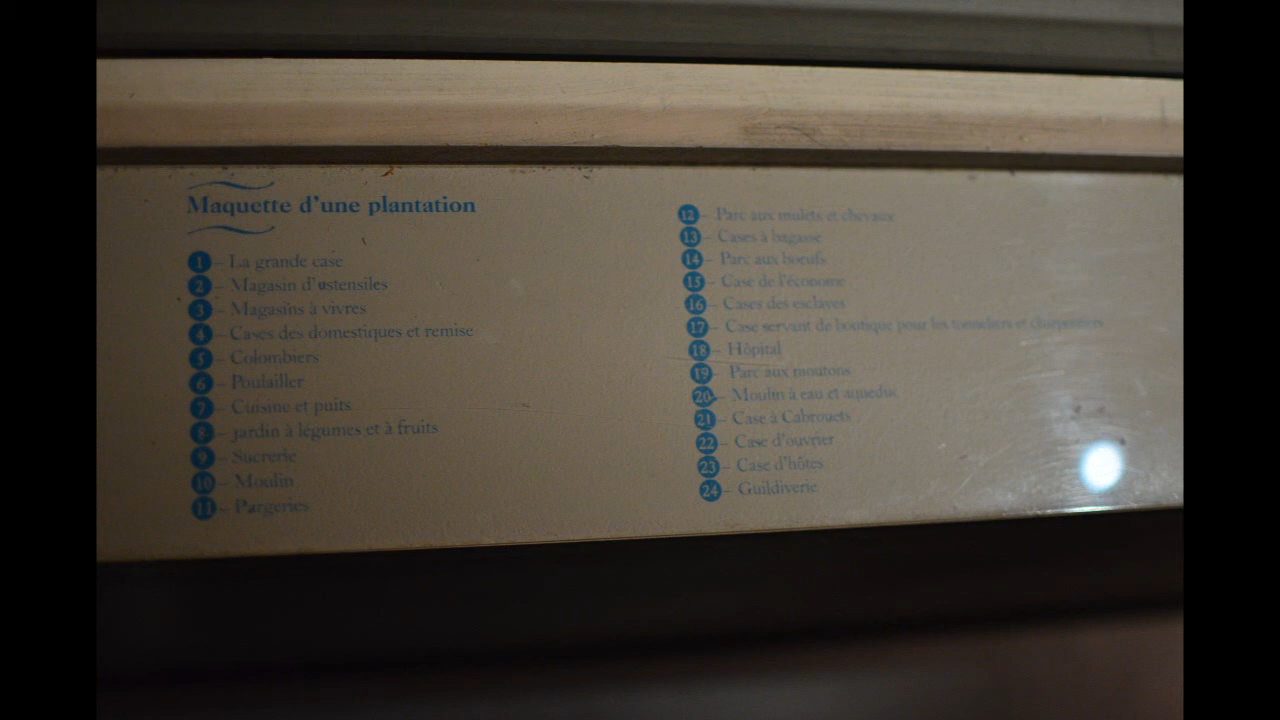 Maquette d'une plantation
1 – La grande case
2 – Magasin d'ustensiles
3 – Magasins à vivres
4 – Cases des domestiques et remise
5 – Colombiers
6 – Poulailler
7 – Cuisine et puits
8 – jardin à légumes et à fruits
9 – Sucrerie
10 – Moulin
11 – Pargeries
12 – Parc aux mulets et chevaux
13 – Cases à bagasse
14 – Parc aux boeufs
15 – Case de l'économe
16 – Cases des esclaves
17 – Case servant de boutique pour les tonneliers et charpentiers
18 – Hôpital
19 – Parc aux moutons
20 – Moulin à eau et aqueduc
21 – Case à Cabrouets
22 – Case d'ouvrier
23 – Case d'hôtes
24 – Guildiverie